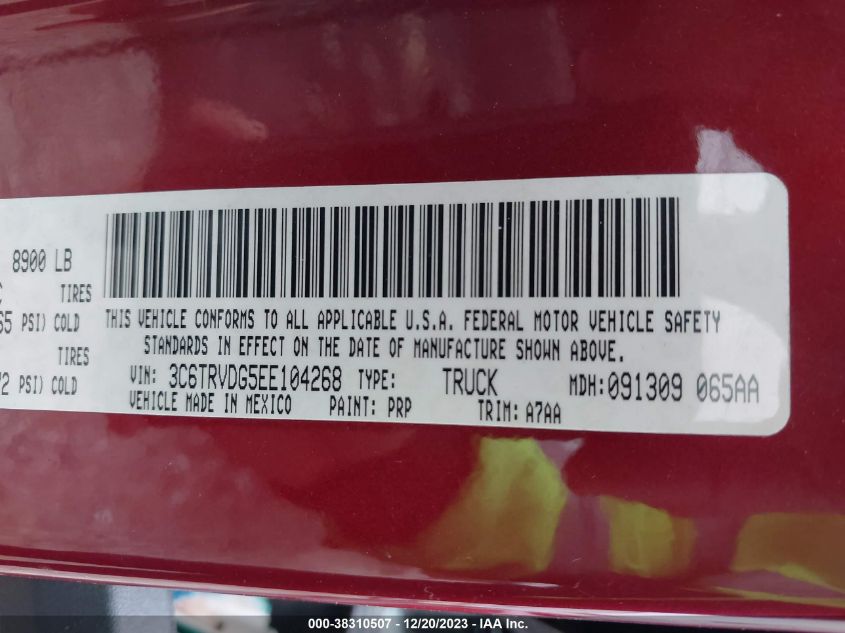 8900 LB
TIRES
65 PSI) COLD
TIRES
PSI) COLD
THIS VEHICLE CONFORMS TO ALL APPLICABLE U.S.A. FEDERAL MOTOR VEHICLE SAFETY
STANDARDS IN EFFECT ON THE DATE OF MANUFACTURE SHOWN ABOVE.
VIN: 3C6TRVDG5EE104268 TYPE: TRUCK MDH:091309 065AA
VEHICLE MADE IN MEXICO PAINT: PRP TRIM: A7AA
000-38310507 - 12/20/2023 - IAA Inc.